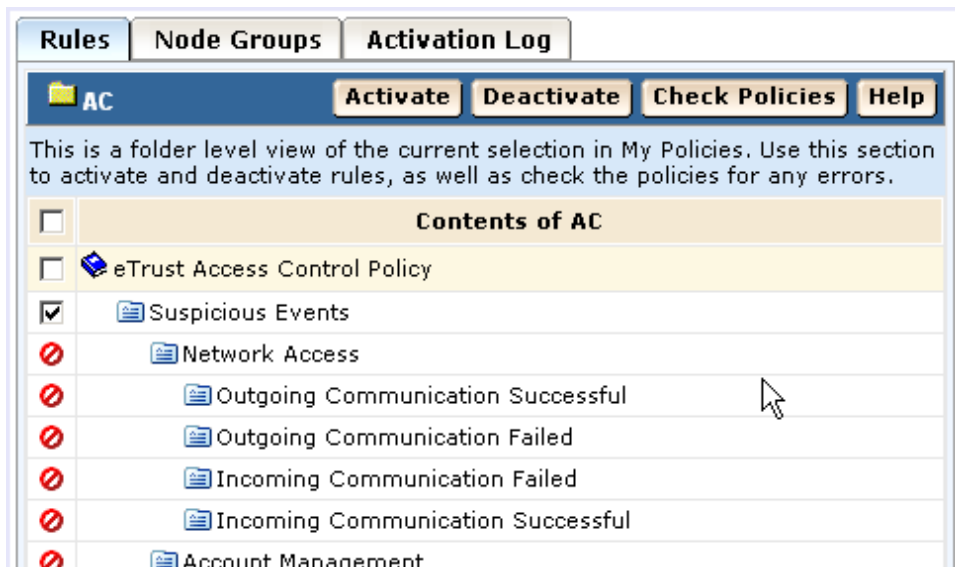 Rules Node Groups Activation Log
AC Activate Deactivate Check Policies Help
This is a folder level view of the current selection in My Policies. Use this section
to activate and deactivate rules, as well as check the policies for any errors.
Contents of AC
eTrust Access Control Policy
Suspicious Events
Network Access
Outgoing Communication Successful
Outgoing Communication Failed
Incoming Communication Failed
Incoming Communication Successful
Account Management